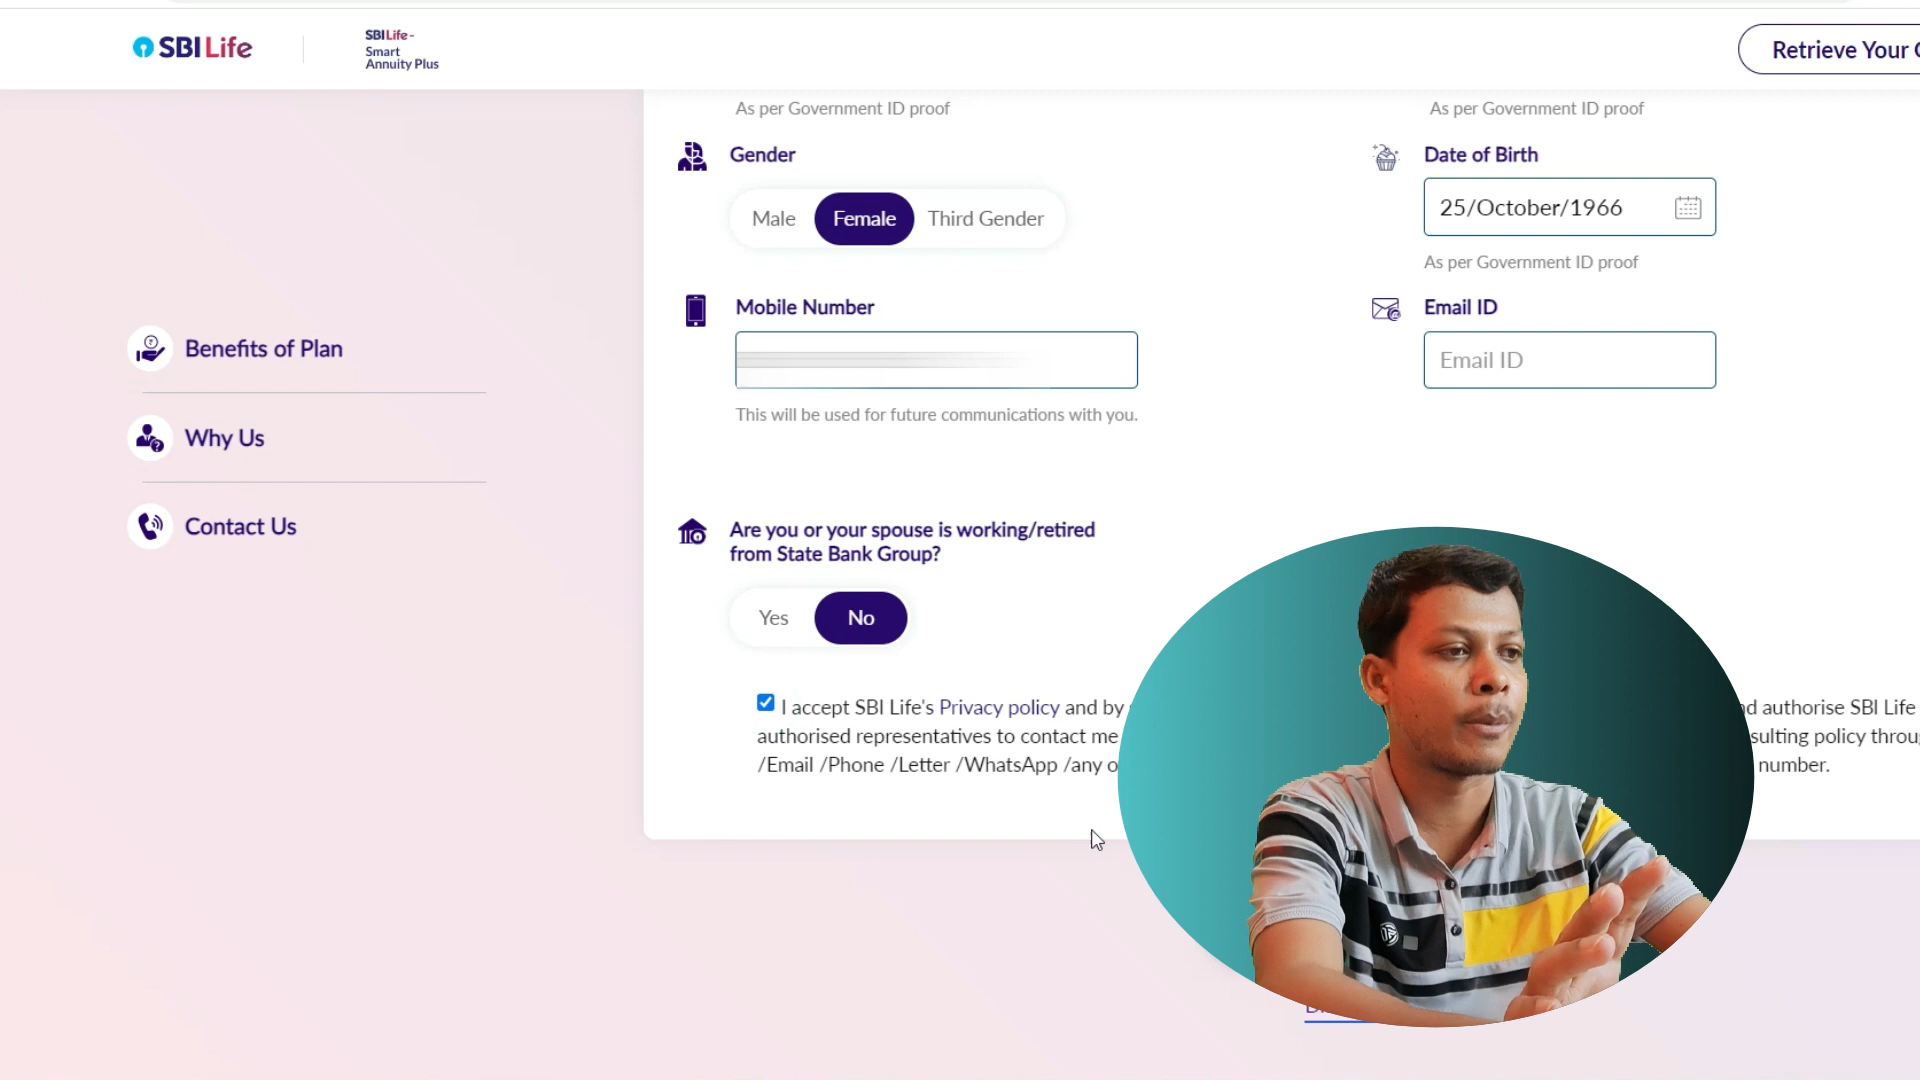 SBI Life
SBI Life -
Smart
Annuity Plus
Retrieve Your
As per Government ID proof
As per Government ID proof
Gender
Male
Female
Third Gender
Date of Birth
25/October/1966
As per Government ID proof
Mobile Number
This will be used for future communications with you.
Email ID
Email ID
Benefits of Plan
Why Us
Contact Us
Are you or your spouse is working/retired
from State Bank Group?
Yes
No
I accept SBI Life's Privacy policy and by
authorise SBI Life
authorised representatives to contact me
policy
/Email /Phone /Letter /WhatsApp /any
number.